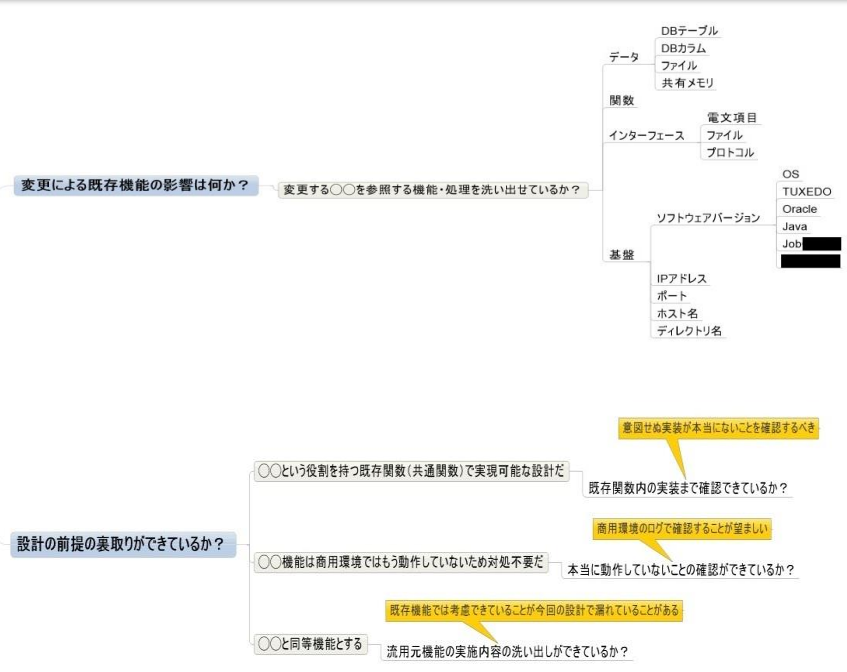 変更による既存機能の影響は何か？
変更する〇〇を参照する機能・処理を洗い出せているか？
データ
DBテーブル
DBカラム
ファイル
共有メモリ
関数
インターフェース
電文項目
ファイル
プロトコル
基盤
ソフトウェアバージョン
OS
TUXEDO
Oracle
Java
Job
IPアドレス
ポート
ホスト名
ディレクトリ名
設計の前提の裏取りができているか？
〇〇という役割を持つ既存関数（共通関数）で実現可能な設計だ
意図せぬ実装が本当にないことを確認するべき
既存関数内の実装まで確認できているか？
〇〇機能は商用環境ではもう動作していないため対処不要だ
商用環境のログで確認することが望ましい
本当に動作していないことの確認ができているか？
〇〇と同等機能とする
既存機能では考慮できていることが今回の設計で漏れていることがある
流用元機能の実施内容の洗い出しができているか？